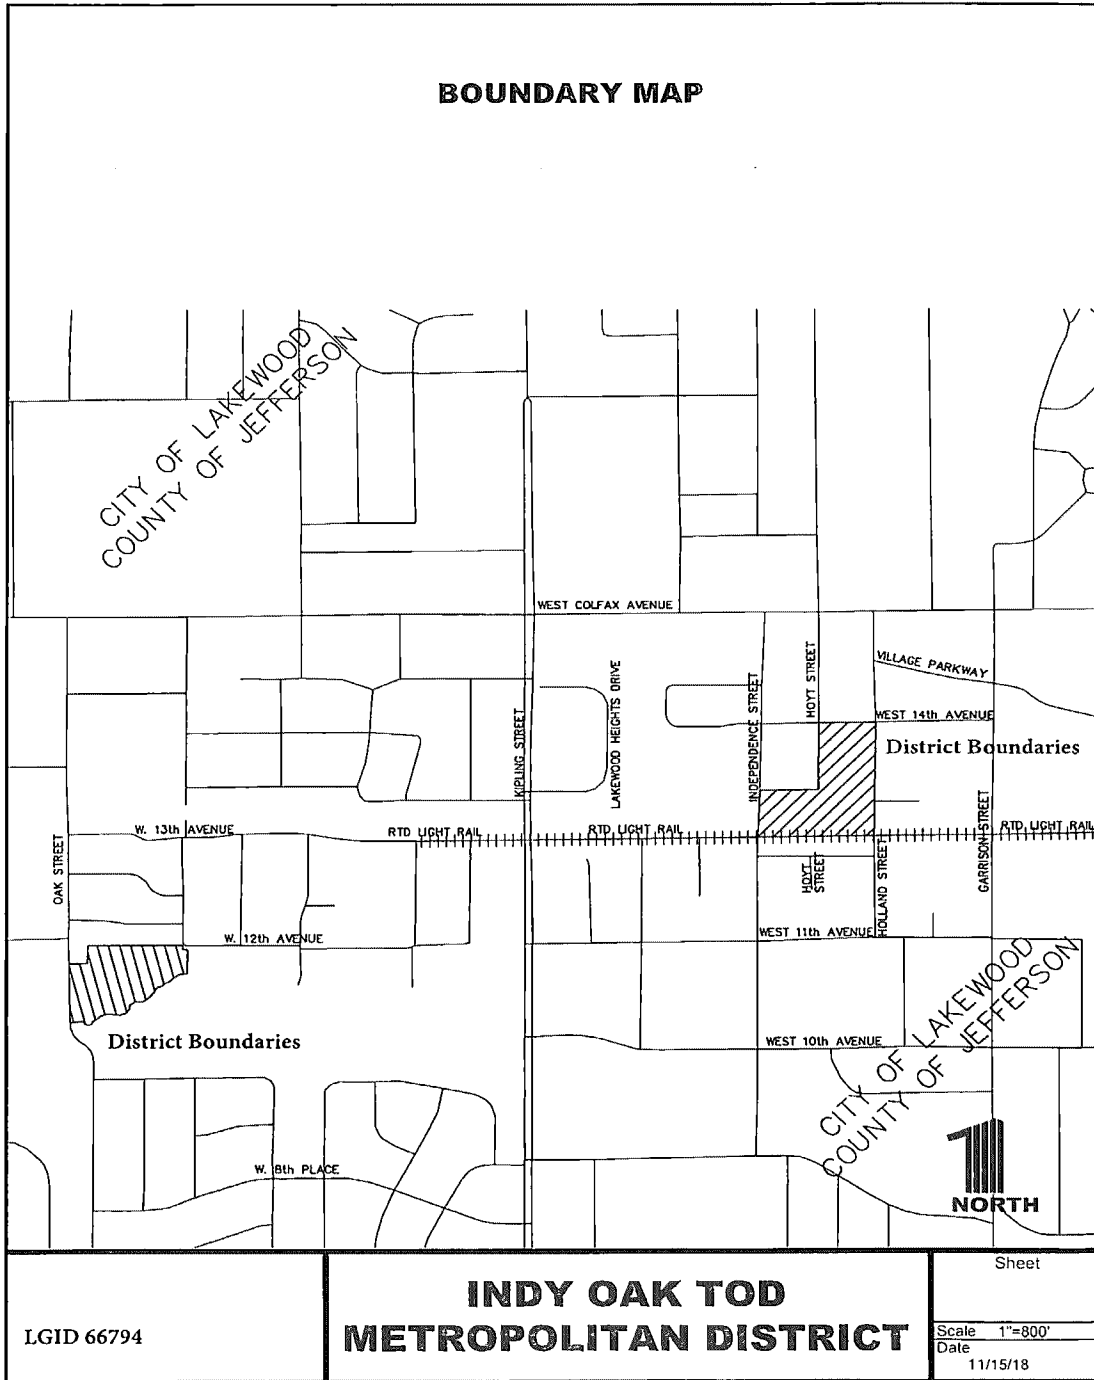 BOUNDARY MAP
CITY OF LAKEWOOD
COUNTY OF JEFFERSON
WEST COLFAX AVENUE
VILLAGE PARKWAY
HOYT STREET
LAKEWOOD HEIGHTS DRIVE
INDEPENDENCE STREET
KIPLING STREET
WEST 14th AVENUE
District Boundaries
GARRISON STREET
W. 13th AVENUE
RTD LIGHT RAIL
RTD LIGHT RAIL
RTD LIGHT RAIL
OAK STREET
HOYT
STREET
HOLLAND STREET
W. 12th AVENUE
WEST 11th AVENUE
District Boundaries
WEST 10th AVENUE
CITY OF LAKEWOOD
COUNTY OF JEFFERSON
W. 8th PLACE
NORTH
LGID 66794
INDY OAK TOD
METROPOLITAN DISTRICT
Sheet
Scale 1"=800'
Date
11/15/18